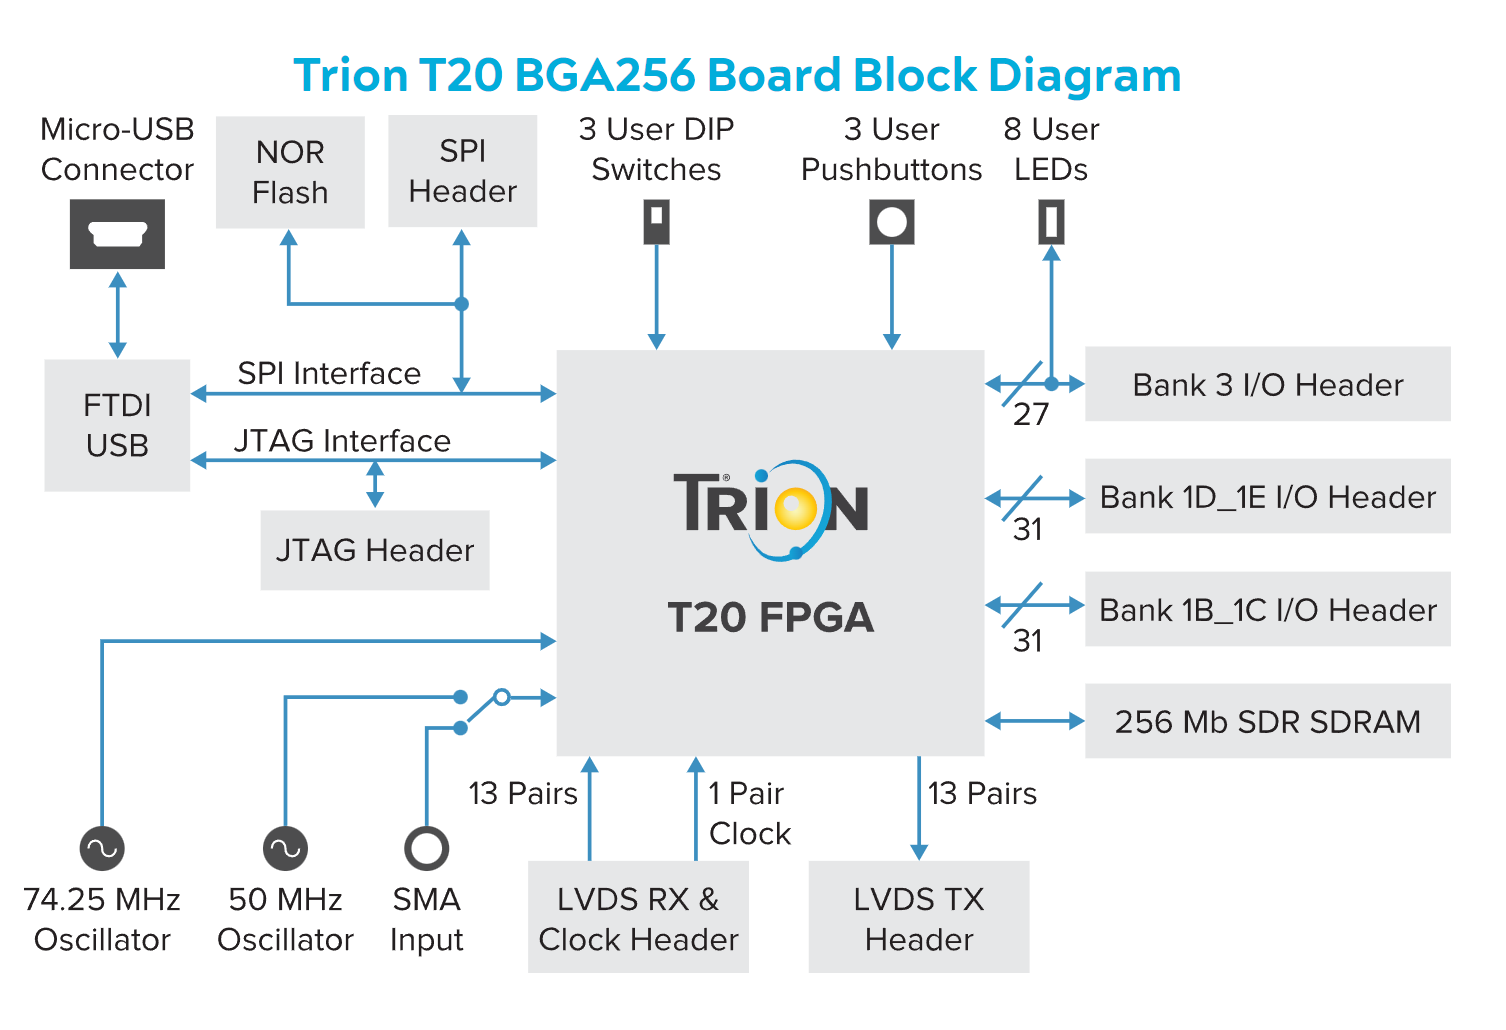 Trion T20 BGA256 Board Block Diagram
Micro-USB
Connector
NOR
Flash
SPI
Header
3 User DIP
Switches
3 User
Pushbuttons
8 User
LEDs
FTDI
USB
SPI Interface
JTAG Interface
JTAG Header
TRION®
T20 FPGA
27
Bank 3 I/O Header
31
Bank 1D_1E I/O Header
31
Bank 1B_1C I/O Header
256 Mb SDR SDRAM
13 Pairs
1 Pair
Clock
13 Pairs
74.25 MHz
Oscillator
50 MHz
Oscillator
SMA
Input
LVDS RX &
Clock Header
LVDS TX
Header